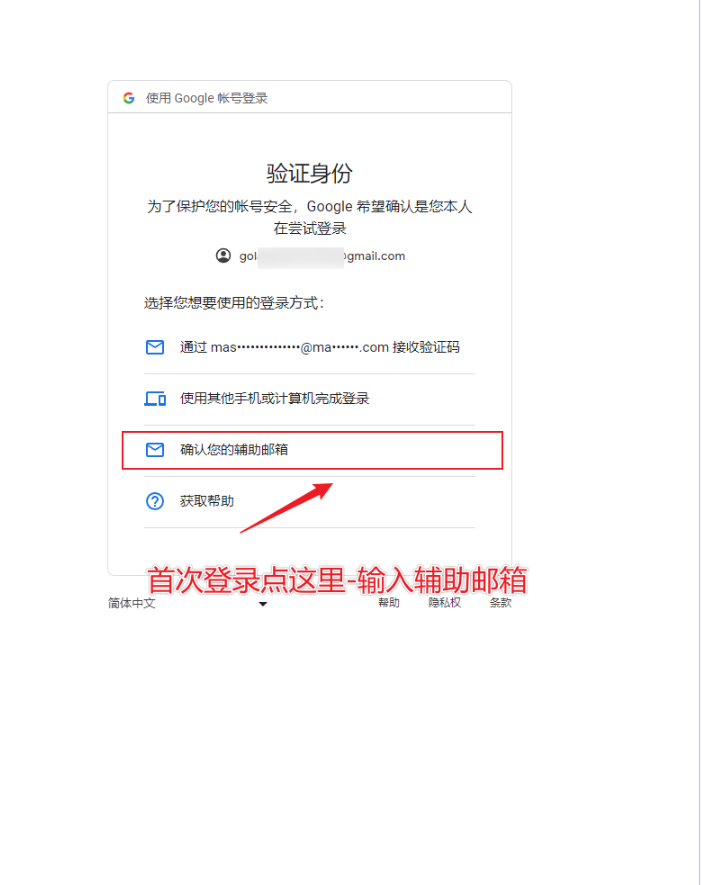 使用 Google 帐号登录
验证身份
为了保护您的帐号安全，Google 希望确认是您本人
在尝试登录
gol @gmail.com
选择您想要使用的登录方式：
通过 mas••••••••••••••@ma••••••.com 接收验证码
使用其他手机或计算机完成登录
确认您的辅助邮箱
获取帮助
首次登录点这里-输入辅助邮箱
简体中文 帮助 隐私权 条款